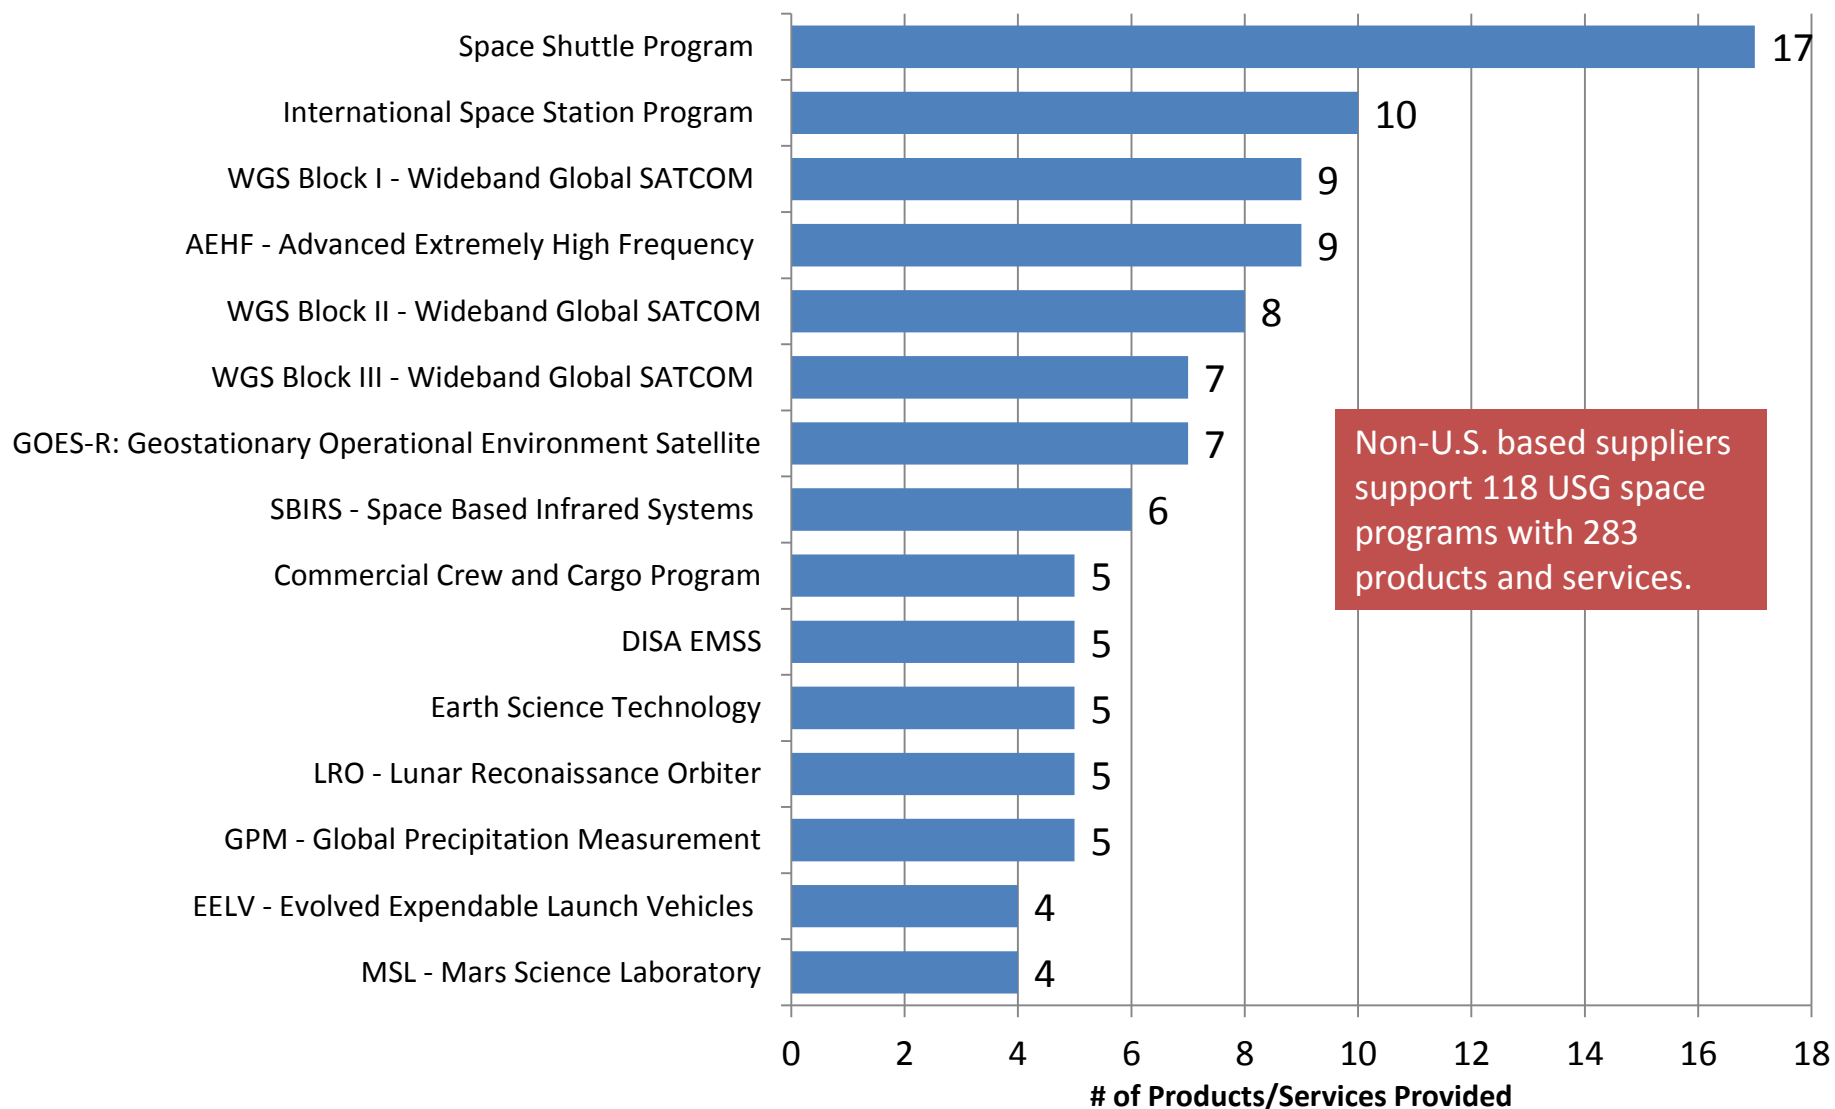 Space Shuttle Program 17
International Space Station Program 10
WGS Block I - Wideband Global SATCOM 9
AEHF - Advanced Extremely High Frequency 9
WGS Block II - Wideband Global SATCOM 8
WGS Block III - Wideband Global SATCOM 7
GOES-R: Geostationary Operational Environment Satellite 7
SBIRS - Space Based Infrared Systems 6
Commercial Crew and Cargo Program 5
DISA EMSS 5
Earth Science Technology 5
LRO - Lunar Reconaissance Orbiter 5
GPM - Global Precipitation Measurement 5
EELV - Evolved Expendable Launch Vehicles 4
MSL - Mars Science Laboratory 4
Non-U.S. based suppliers
support 118 USG space
programs with 283
products and services.
0 2 4 6 8 10 12 14 16 18
# of Products/Services Provided